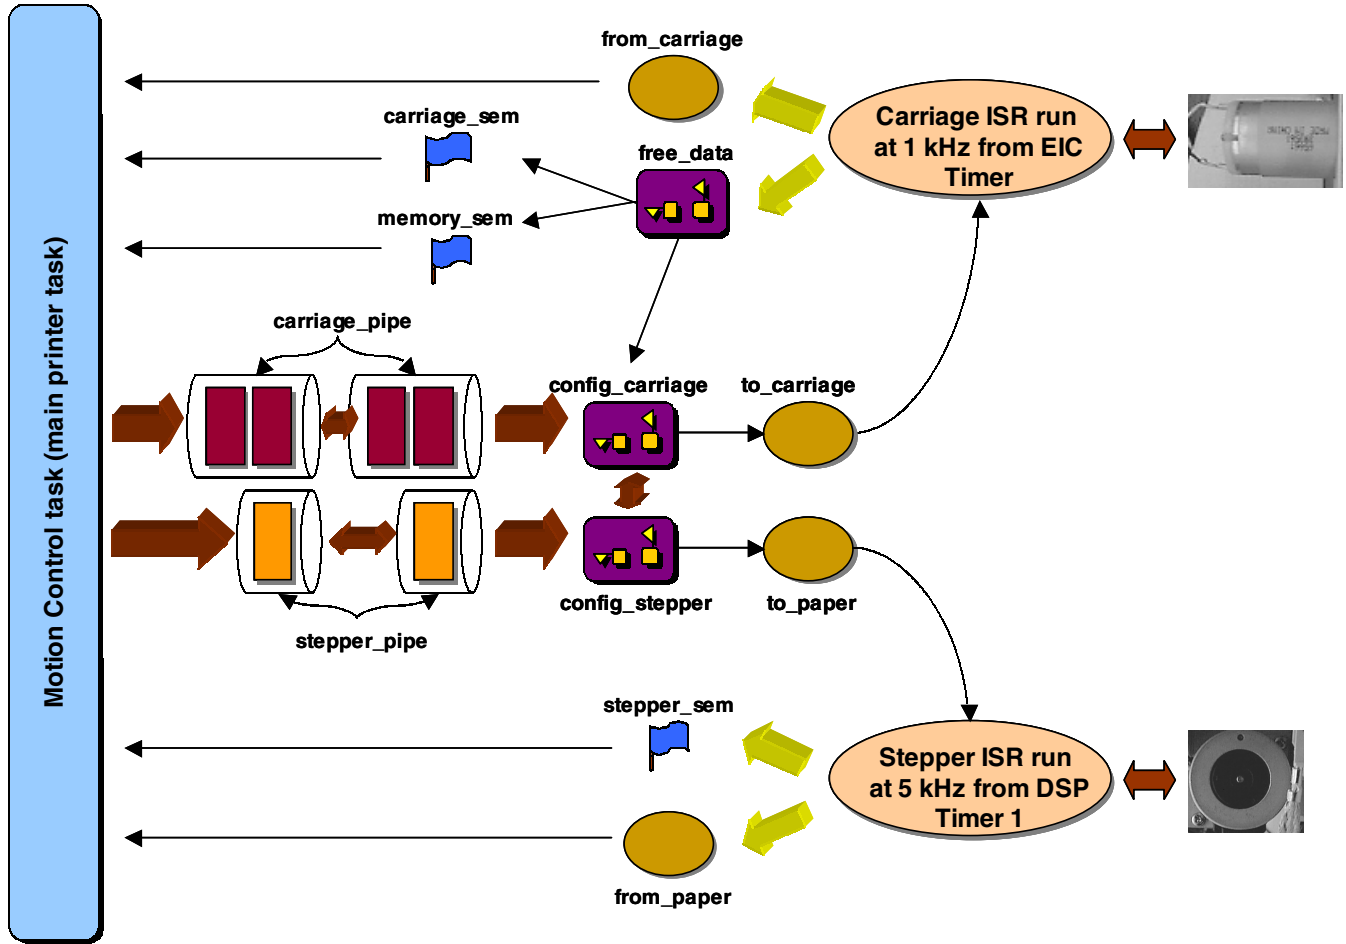 Motion Control task (main printer task)
from_carriage
carriage_sem
free_data
memory_sem
Carriage ISR run
at 1 kHz from EIC
Timer
carriage_pipe
config_carriage
to_carriage
config_stepper
to_paper
stepper_pipe
stepper_sem
Stepper ISR run
at 5 kHz from DSP
Timer 1
from_paper